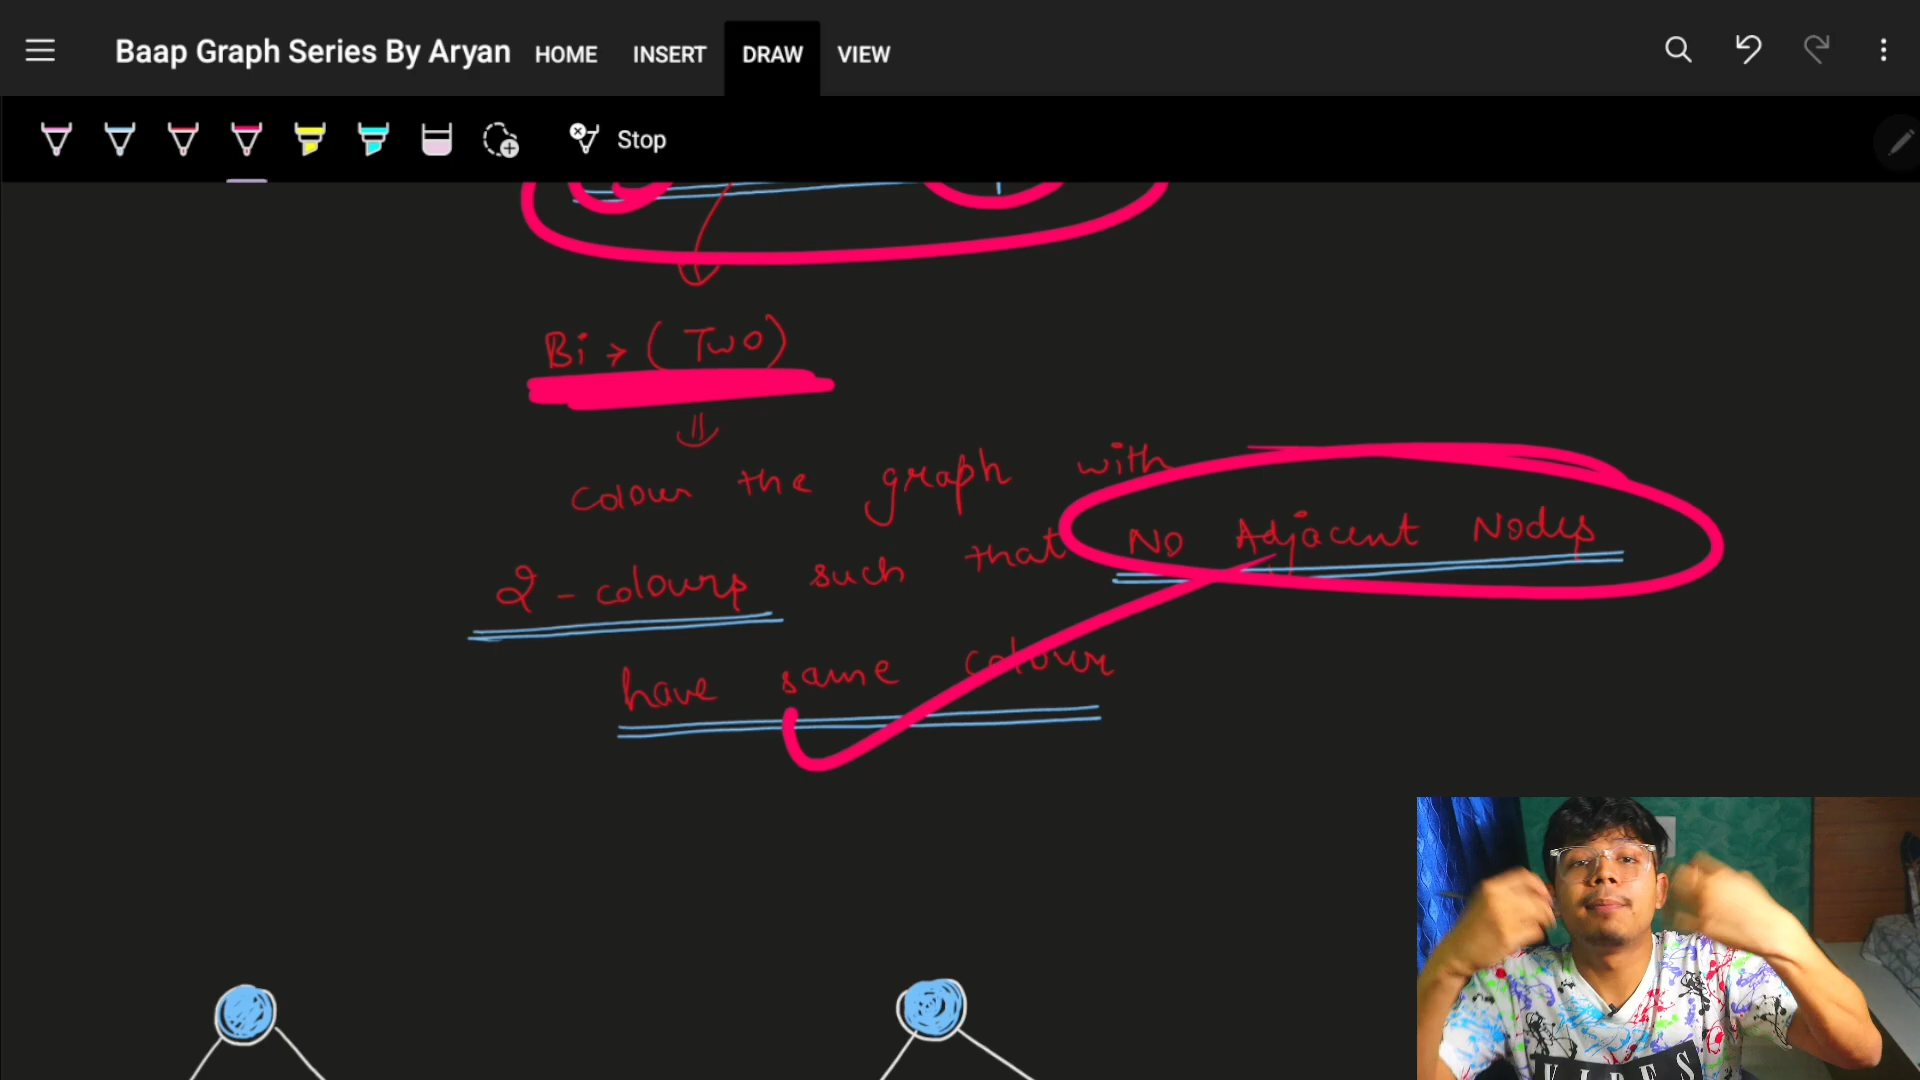 Baap Graph Series By Aryan HOME INSERT DRAW VIEW
Stop
Bi → (Two)
colour the graph with
2 - colours such that No Adjacent Nodes
have same colour
VIBES